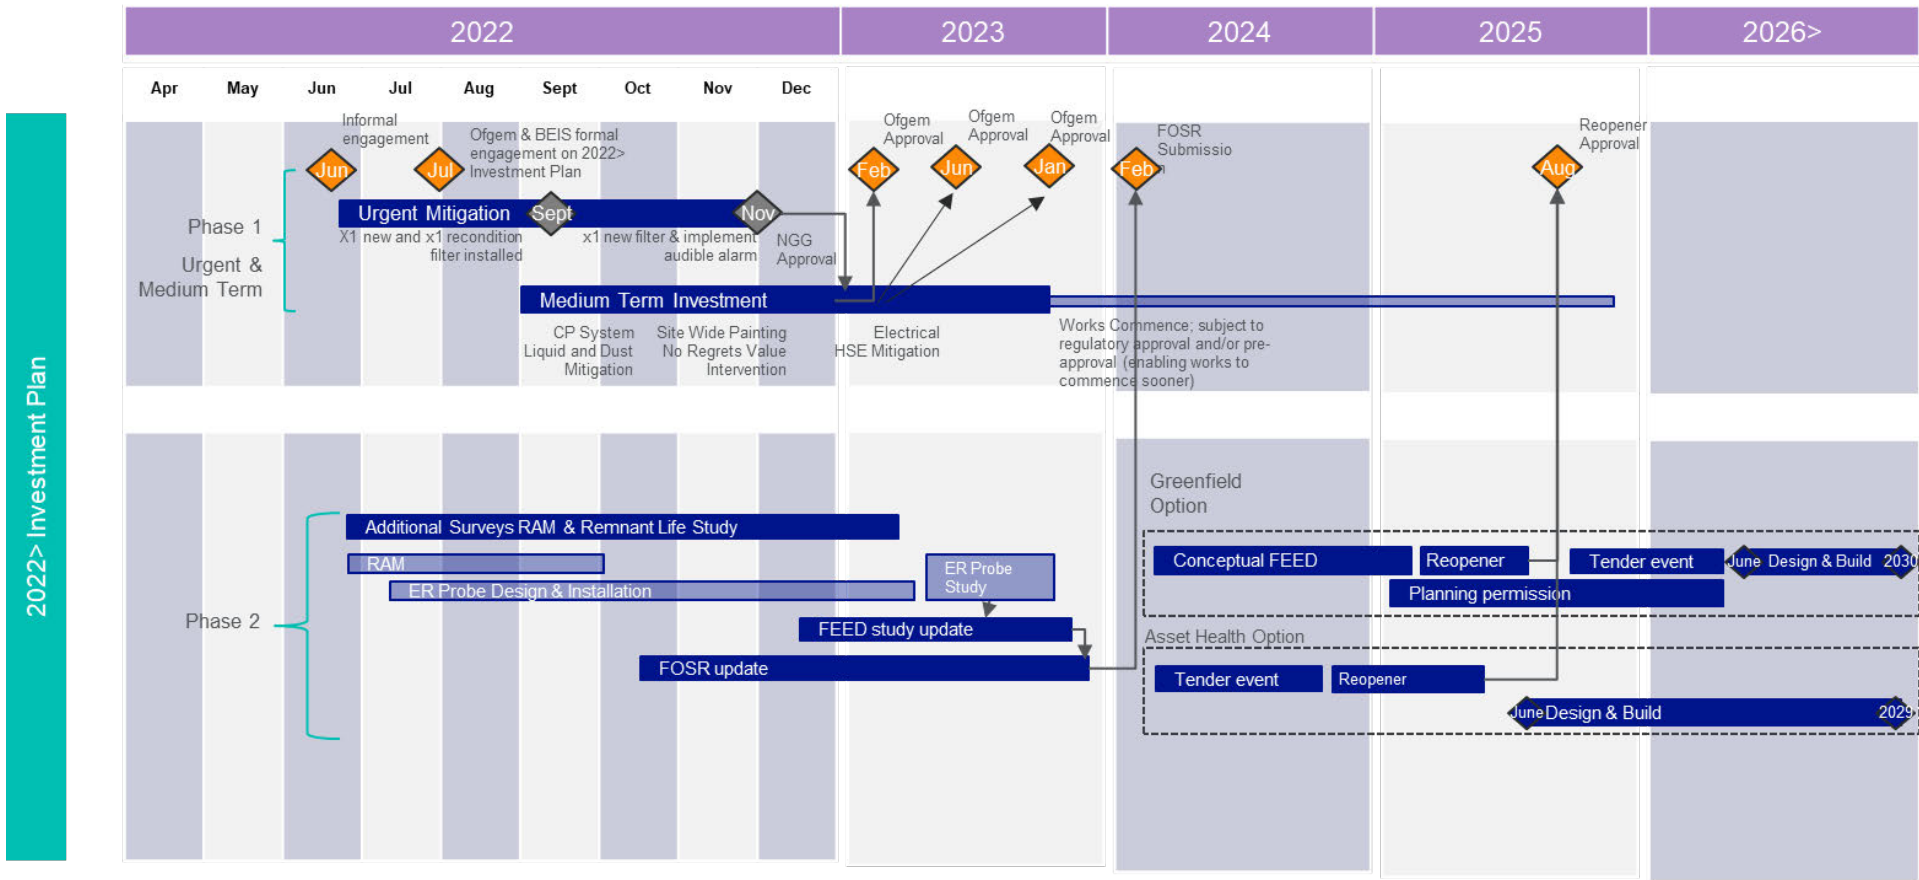 2022
2023
2024
2025
2026>
Apr
May
Jun
Jul
Aug
Sept
Oct
Nov
Dec
2022> Investment Plan
Phase 1
Urgent &
Medium Term
Informal
engagement
Jun
Jul
Ofgem & BEIS formal
engagement on 2022>
Investment Plan
Ofgem
Approval
Feb
Ofgem
Approval
Jun
Ofgem
Approval
Jan
FOSR
Submissio
n
Feb
Reopener
Approval
Aug
Urgent Mitigation
Sept
Nov
X1 new and x1 recondition
filter installed
x1 new filter & implement
audible alarm
NGG
Approval
Medium Term Investment
CP System
Liquid and Dust
Mitigation
Site Wide Painting
No Regrets Value
Intervention
Electrical
HSE Mitigation
Works Commence; subject to
regulatory approval and/or pre-
approval (enabling works to
commence sooner)
Phase 2
Additional Surveys RAM & Remnant Life Study
RAM
ER Probe Design & Installation
ER Probe
Study
FEED study update
FOSR update
Greenfield
Option
Conceptual FEED
Reopener
Tender event
June
Design & Build
2030
Planning permission
Asset Health Option
Tender event
Reopener
June
Design & Build
2029